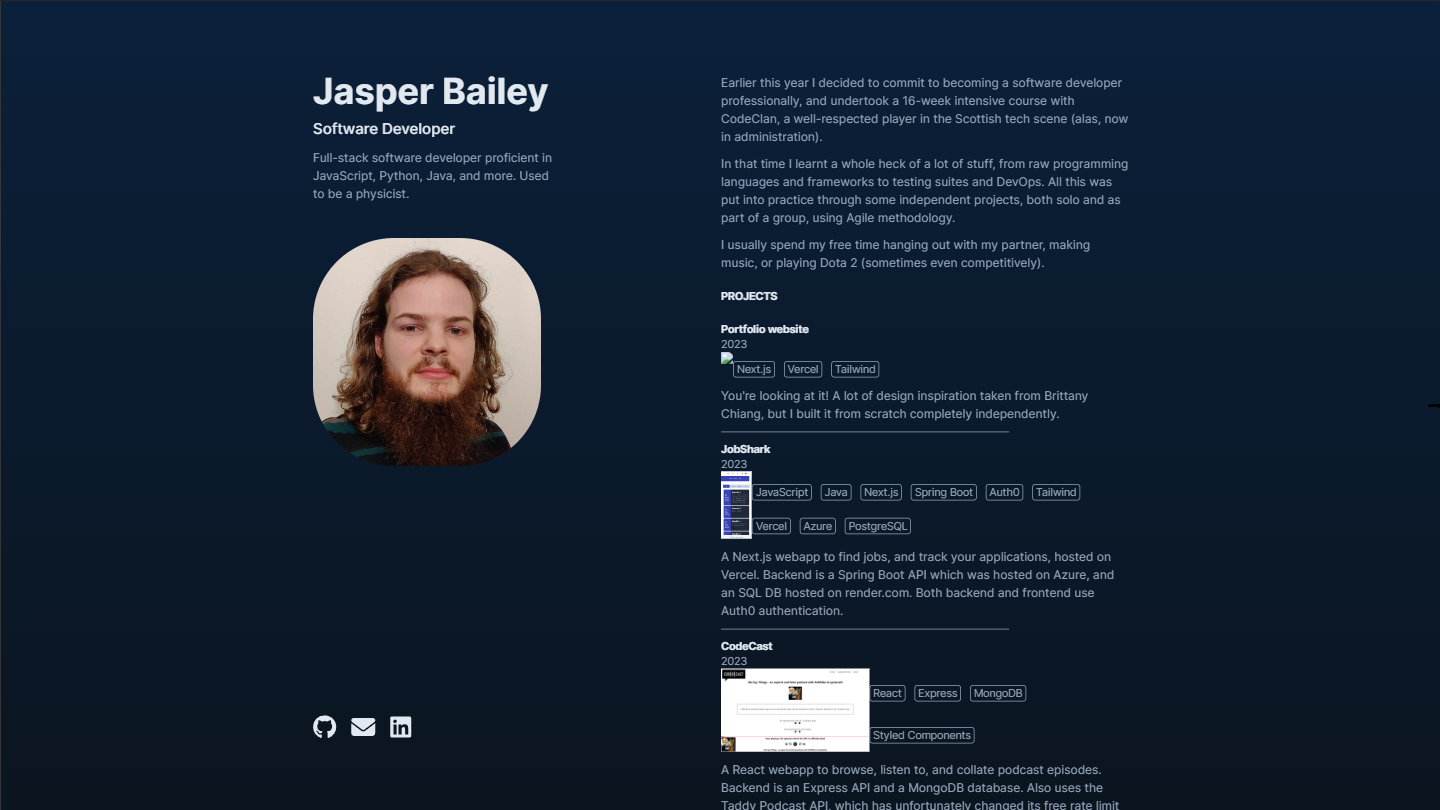 Jasper Bailey
Software Developer
Full-stack software developer proficient in
JavaScript, Python, Java, and more. Used
to be a physicist.
Earlier this year I decided to commit to becoming a software developer
professionally, and undertook a 16-week intensive course with
CodeClan, a well-respected player in the Scottish tech scene (alas, now
in administration).
In that time I learnt a whole heck of a lot of stuff, from raw programming
languages and frameworks to testing suites and DevOps. All this was
put into practice through some independent projects, both solo and as
part of a group, using Agile methodology.
I usually spend my free time hanging out with my partner, making
music, or playing Dota 2 (sometimes even competitively).
PROJECTS
Portfolio website
2023
Next.js Vercel Tailwind
You're looking at it! A lot of design inspiration taken from Brittany
Chiang, but I built it from scratch completely independently.
JobShark
2023
JavaScript Java Next.js Spring Boot Auth0 Tailwind
Vercel Azure PostgreSQL
A Next.js webapp to find jobs, and track your applications, hosted on
Vercel. Backend is a Spring Boot API which was hosted on Azure, and
an SQL DB hosted on render.com. Both backend and frontend use
Auth0 authentication.
CodeCast
2023
React Express MongoDB
Styled Components
A React webapp to browse, listen to, and collate podcast episodes.
Backend is an Express API and a MongoDB database. Also uses the
Taddy Podcast API, which has unfortunately changed its free rate limit